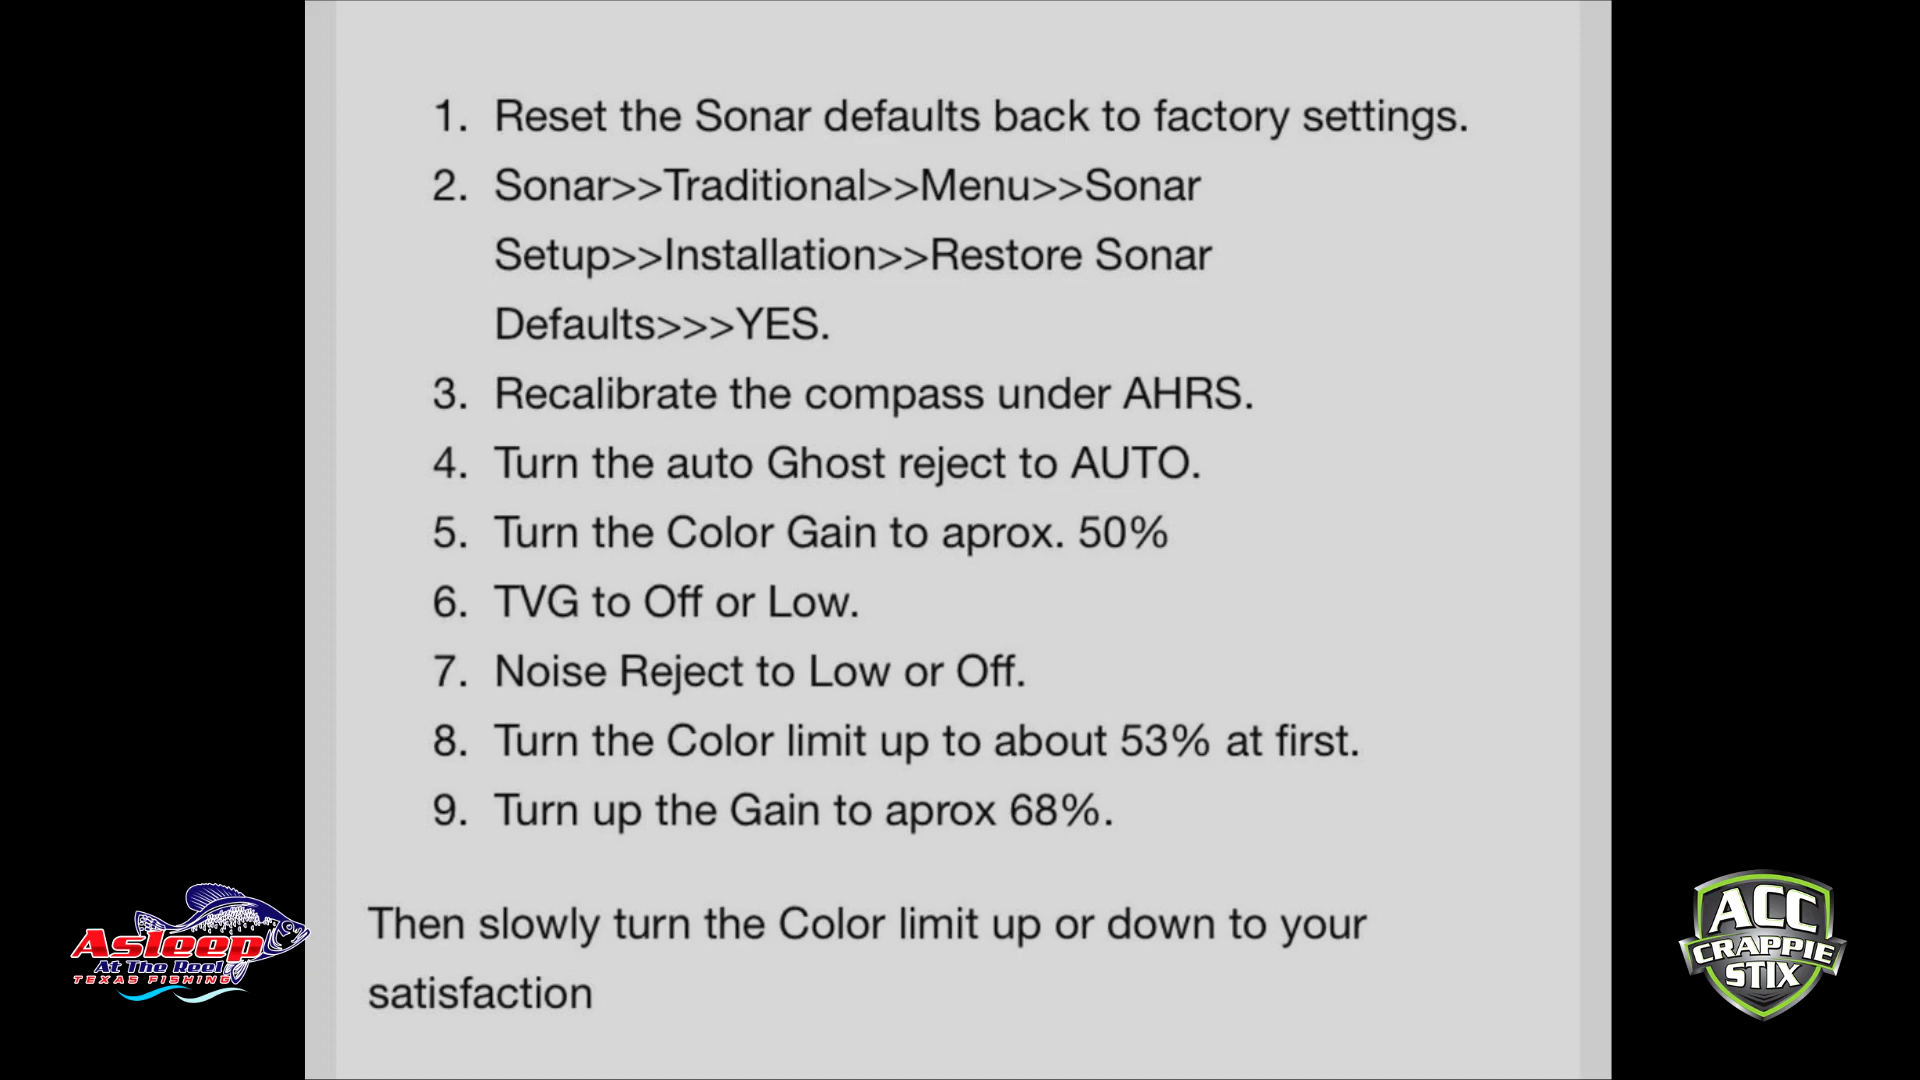 1. Reset the Sonar defaults back to factory settings.
2. Sonar>>Traditional>>Menu>>Sonar
Setup>>Installation>>Restore Sonar
Defaults>>>YES.
3. Recalibrate the compass under AHRS.
4. Turn the auto Ghost reject to AUTO.
5. Turn the Color Gain to aprox. 50%
6. TVG to Off or Low.
7. Noise Reject to Low or Off.
8. Turn the Color limit up to about 53% at first.
9. Turn up the Gain to aprox 68%.
Then slowly turn the Color limit up or down to your
satisfaction
Asleep
At The Reel
TEXAS FISHING
ACC
CRAPPIE
STIX